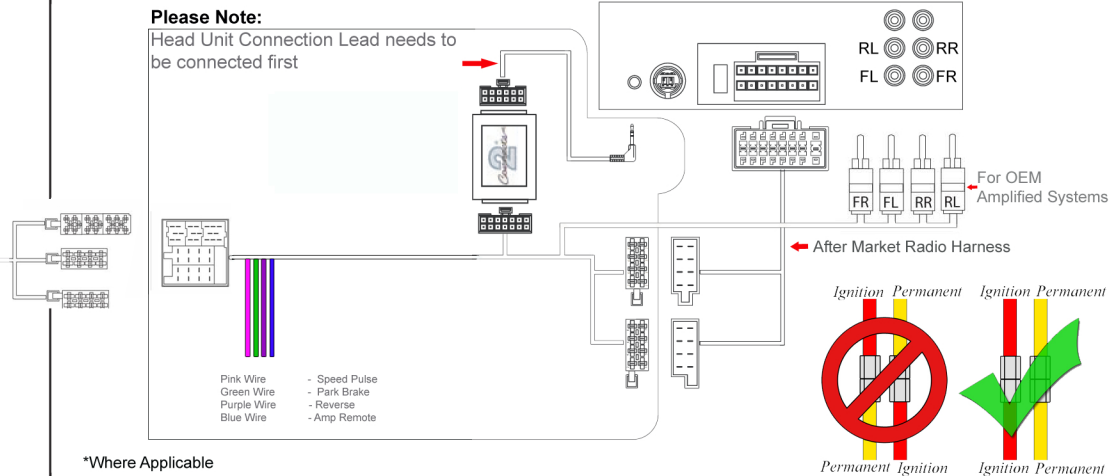 Please Note:
Head Unit Connection Lead needs to
be connected first
RL RR
FL FR
For OEM
Amplified Systems
FR FL RR RL
After Market Radio Harness
Ignition Permanent Ignition Permanent
Pink Wire - Speed Pulse
Green Wire - Park Brake
Purple Wire - Reverse
Blue Wire - Amp Remote
*Where Applicable
Permanent Ignition Ignition Permanent